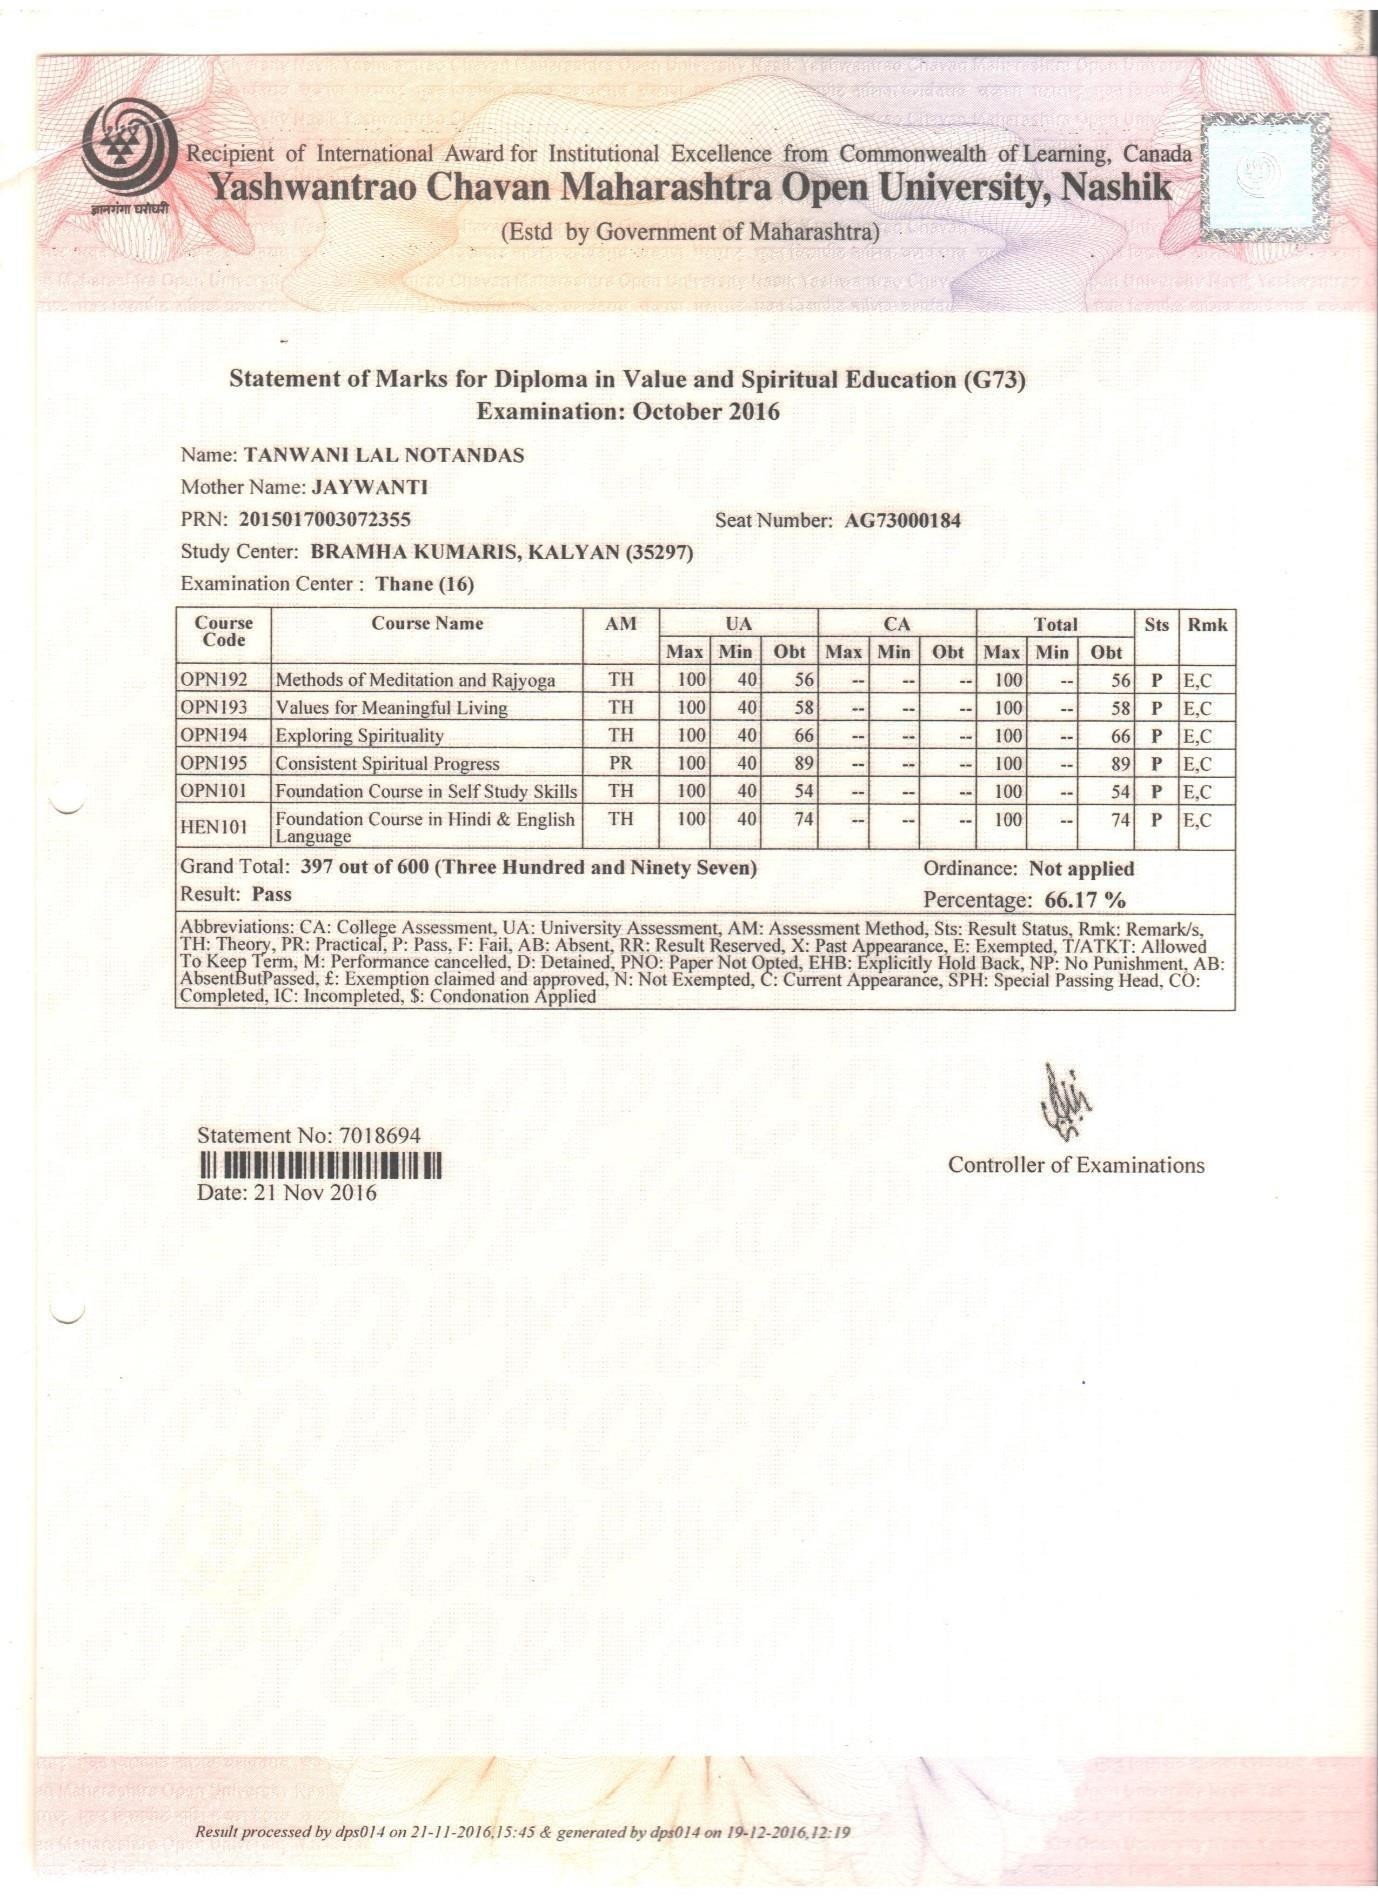 Recipient of International Award for Institutional Excellence from Commonwealth of Learning, Canada
Yashwantrao Chavan Maharashtra Open University, Nashik
ज्ञानगंगा घरोघरी
(Estd by Government of Maharashtra)
Statement of Marks for Diploma in Value and Spiritual Education (G73)
Examination: October 2016
Name: TANWANI LAL NOTANDAS
Mother Name: JAYWANTI
PRN: 2015017003072355 Seat Number: AG73000184
Study Center: BRAMHA KUMARIS, KALYAN (35297)
Examination Center : Thane (16)
Course Code Course Name AM UA CA Total Sts Rmk
Max Min Obt Max Min Obt Max Min Obt
OPN192 Methods of Meditation and Rajyoga TH 100 40 56 -- -- -- 100 -- 56 P E,C
OPN193 Values for Meaningful Living TH 100 40 58 -- -- -- 100 -- 58 P E,C
OPN194 Exploring Spirituality TH 100 40 66 -- -- -- 100 -- 66 P E,C
OPN195 Consistent Spiritual Progress PR 100 40 89 -- -- -- 100 -- 89 P E,C
OPN101 Foundation Course in Self Study Skills TH 100 40 54 -- -- -- 100 -- 54 P E,C
HEN101 Foundation Course in Hindi & English Language TH 100 40 74 -- -- -- 100 -- 74 P E,C
Grand Total: 397 out of 600 (Three Hundred and Ninety Seven) Ordinance: Not applied
Result: Pass Percentage: 66.17 %
Abbreviations: CA: College Assessment, UA: University Assessment, AM: Assessment Method, Sts: Result Status, Rmk: Remark/s,
TH: Theory, PR: Practical, P: Pass, F: Fail, AB: Absent, RR: Result Reserved, X: Past Appearance, E: Exempted, T/ATKT: Allowed
To Keep Term, M: Performance cancelled, D: Detained, PNO: Paper Not Opted, EHB: Explicitly Hold Back, NP: No Punishment, AB:
AbsentButPassed, £: Exemption claimed and approved, N: Not Exempted, C: Current Appearance, SPH: Special Passing Head, CO:
Completed, IC: Incompleted, $: Condonation Applied
Statement No: 7018694
Date: 21 Nov 2016
Controller of Examinations
Result processed by dps014 on 21-11-2016,15:45 & generated by dps014 on 19-12-2016,12:19